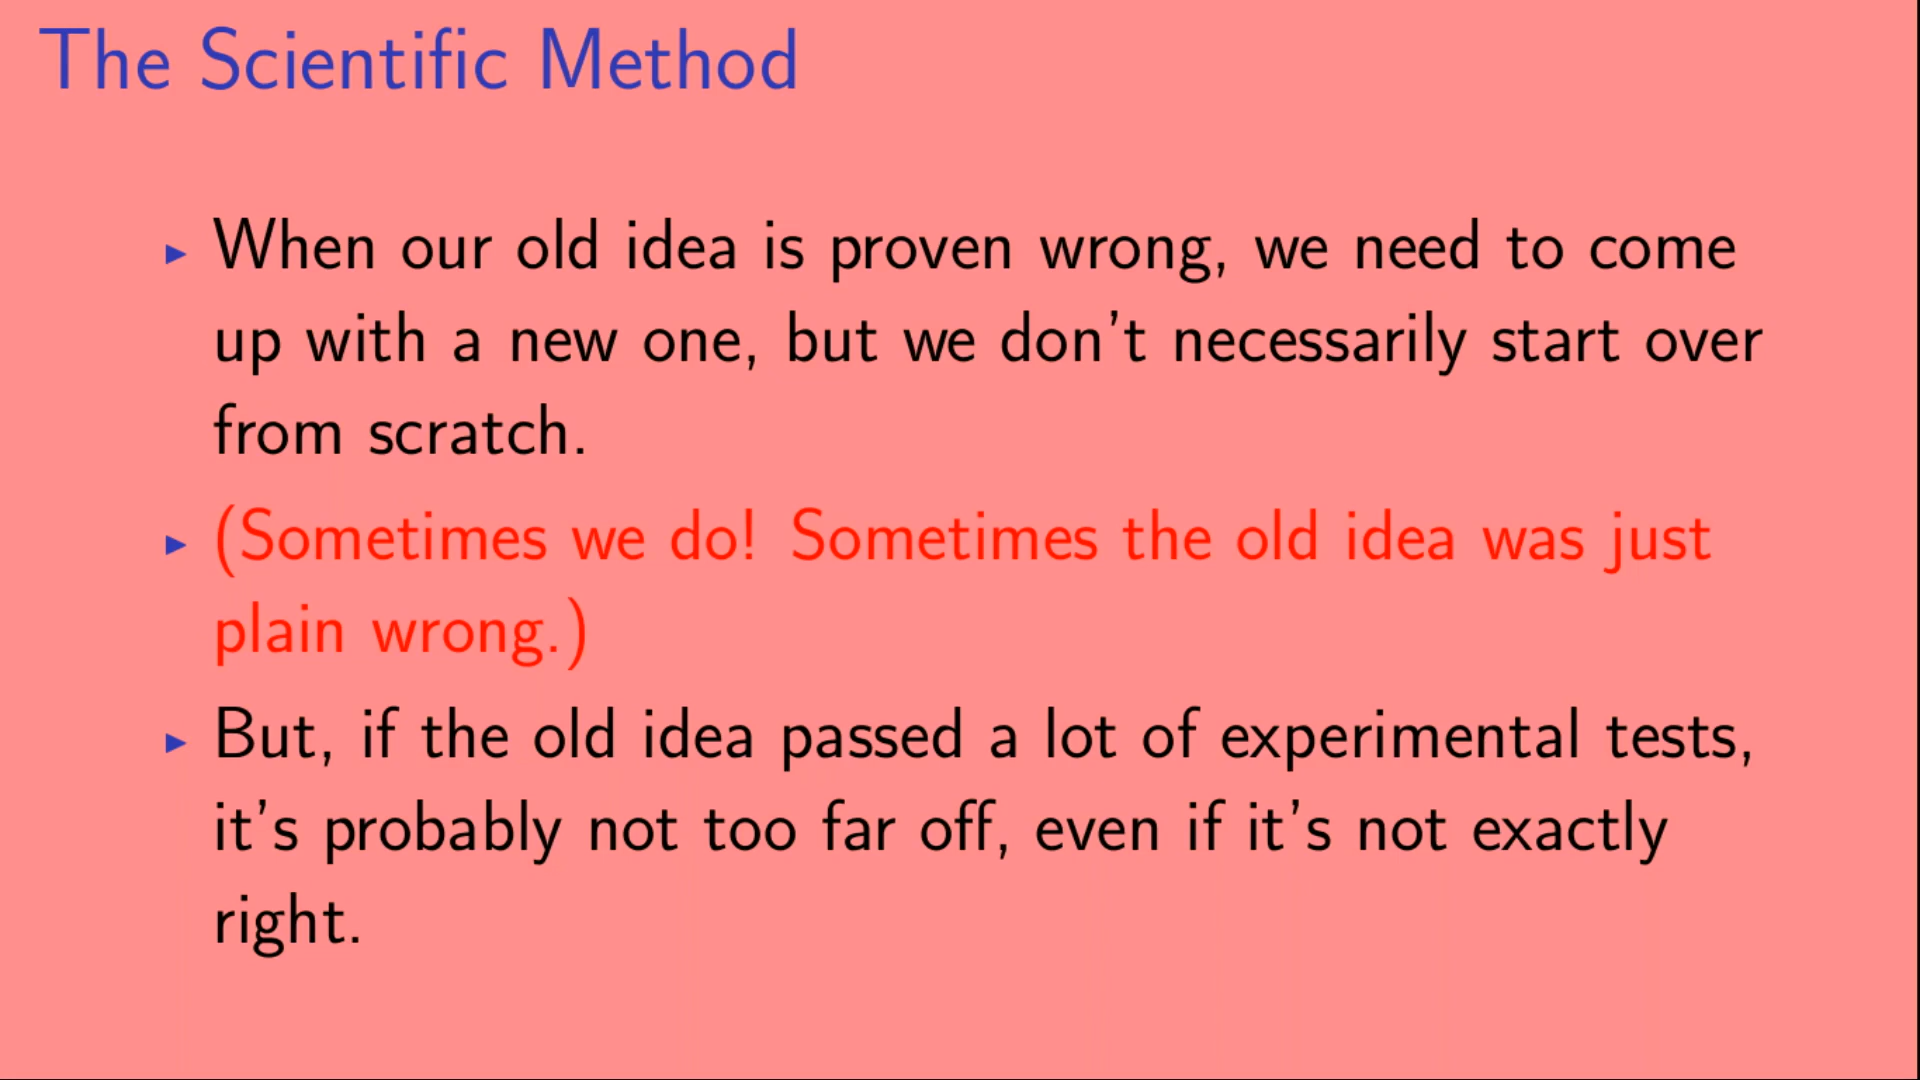 The Scientific Method
▸ When our old idea is proven wrong, we need to come
up with a new one, but we don't necessarily start over
from scratch.
▸ (Sometimes we do! Sometimes the old idea was just
plain wrong.)
▸ But, if the old idea passed a lot of experimental tests,
it's probably not too far off, even if it's not exactly
right.